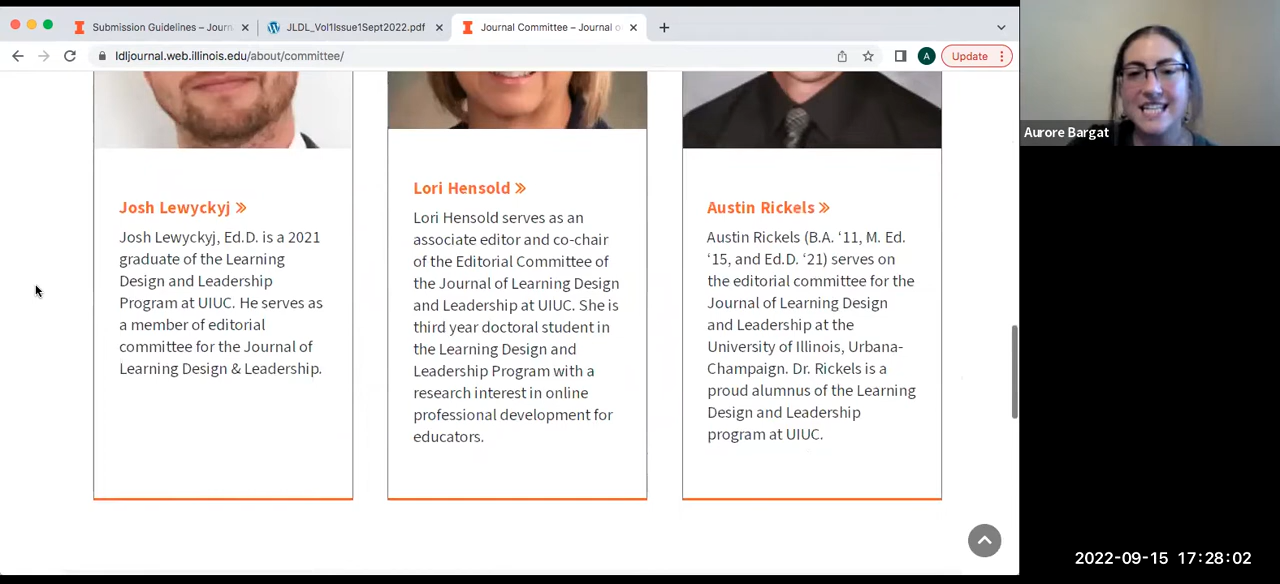 Submission Guidelines – Journ
JLDL_Vol1Issue1Sept2022.pdf
Journal Committee – Journal o
ldljournal.web.illinois.edu/about/committee/
A
Update
Aurore Bargat
Josh Lewyckyj »
Josh Lewyckyj, Ed.D. is a 2021
graduate of the Learning
Design and Leadership
Program at UIUC. He serves as
a member of editorial
committee for the Journal of
Learning Design & Leadership.
Lori Hensold »
Lori Hensold serves as an
associate editor and co-chair
of the Editorial Committee of
the Journal of Learning Design
and Leadership at UIUC. She is
third year doctoral student in
the Learning Design and
Leadership Program with a
research interest in online
professional development for
educators.
Austin Rickels »
Austin Rickels (B.A. ‘11, M. Ed.
‘15, and Ed.D. ‘21) serves on
the editorial committee for the
Journal of Learning Design
and Leadership at the
University of Illinois, Urbana-
Champaign. Dr. Rickels is a
proud alumnus of the Learning
Design and Leadership
program at UIUC.
2022-09-15 17:28:02